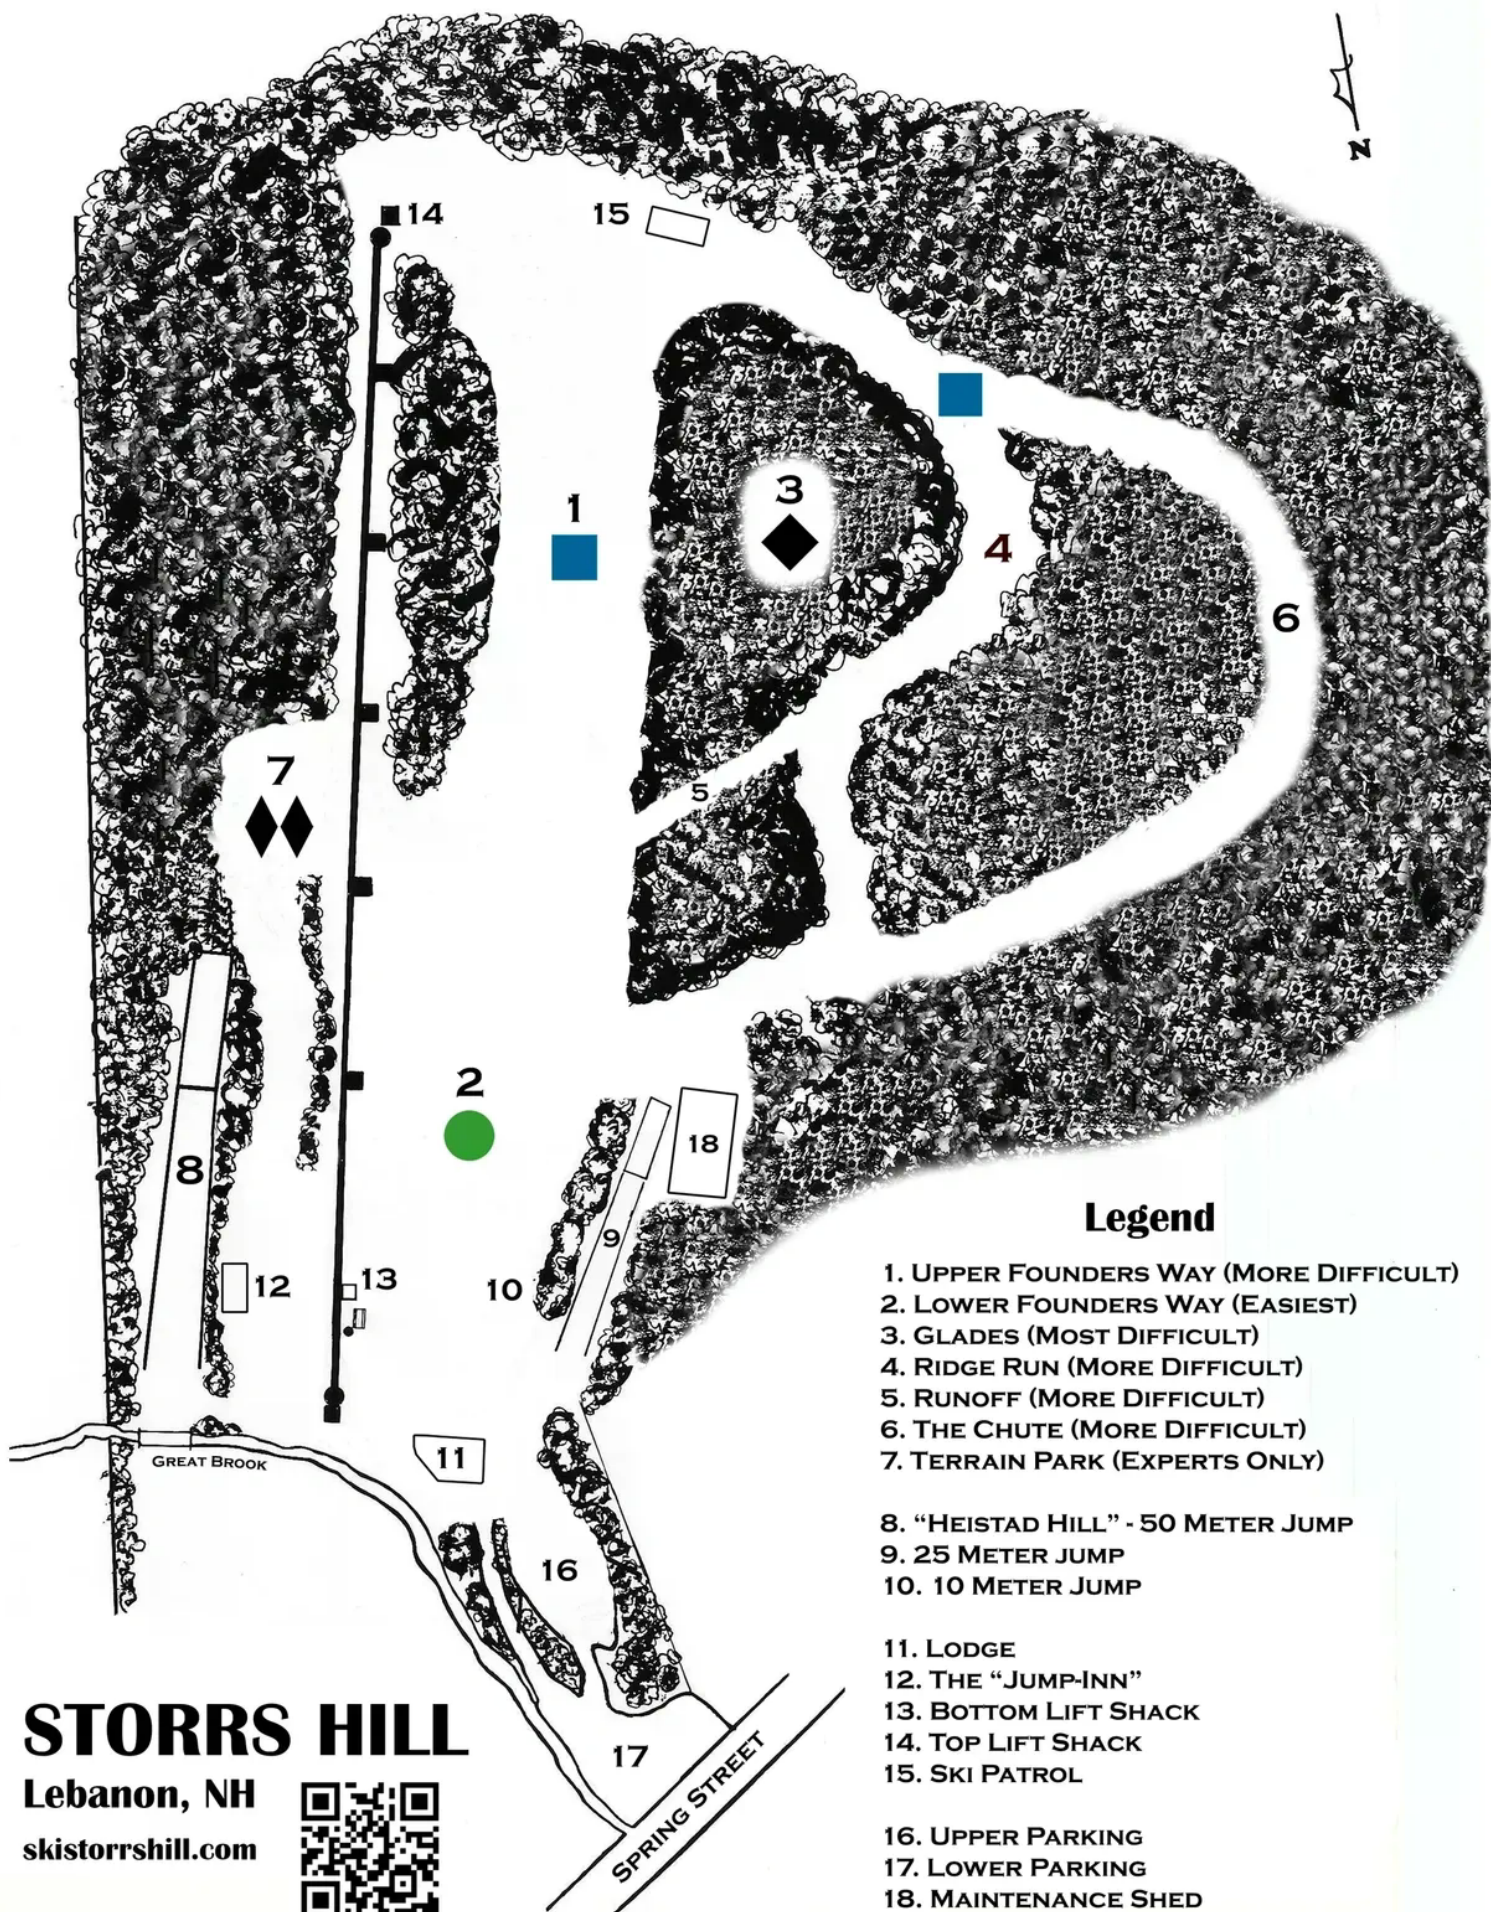 N
14
15
3
1
4
6
7
5
2
18
8
9
12
13
10
11
GREAT BROOK
16
17
SPRING STREET
STORRS HILL
Lebanon, NH
skistorrshill.com
Legend
1. UPPER FOUNDERS WAY (MORE DIFFICULT)
2. LOWER FOUNDERS WAY (EASIEST)
3. GLADES (MOST DIFFICULT)
4. RIDGE RUN (MORE DIFFICULT)
5. RUNOFF (MORE DIFFICULT)
6. THE CHUTE (MORE DIFFICULT)
7. TERRAIN PARK (EXPERTS ONLY)
8. “HEISTAD HILL” - 50 METER JUMP
9. 25 METER JUMP
10. 10 METER JUMP
11. LODGE
12. THE “JUMP-INN”
13. BOTTOM LIFT SHACK
14. TOP LIFT SHACK
15. SKI PATROL
16. UPPER PARKING
17. LOWER PARKING
18. MAINTENANCE SHED